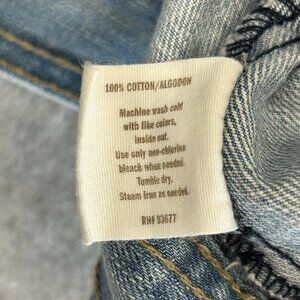 100% COTTON/ALGODON
Machine wash cold
with like colors,
inside out.
Use only non-chlorine
bleach when needed.
Tumble dry.
Steam iron as needed.
RN# 93677